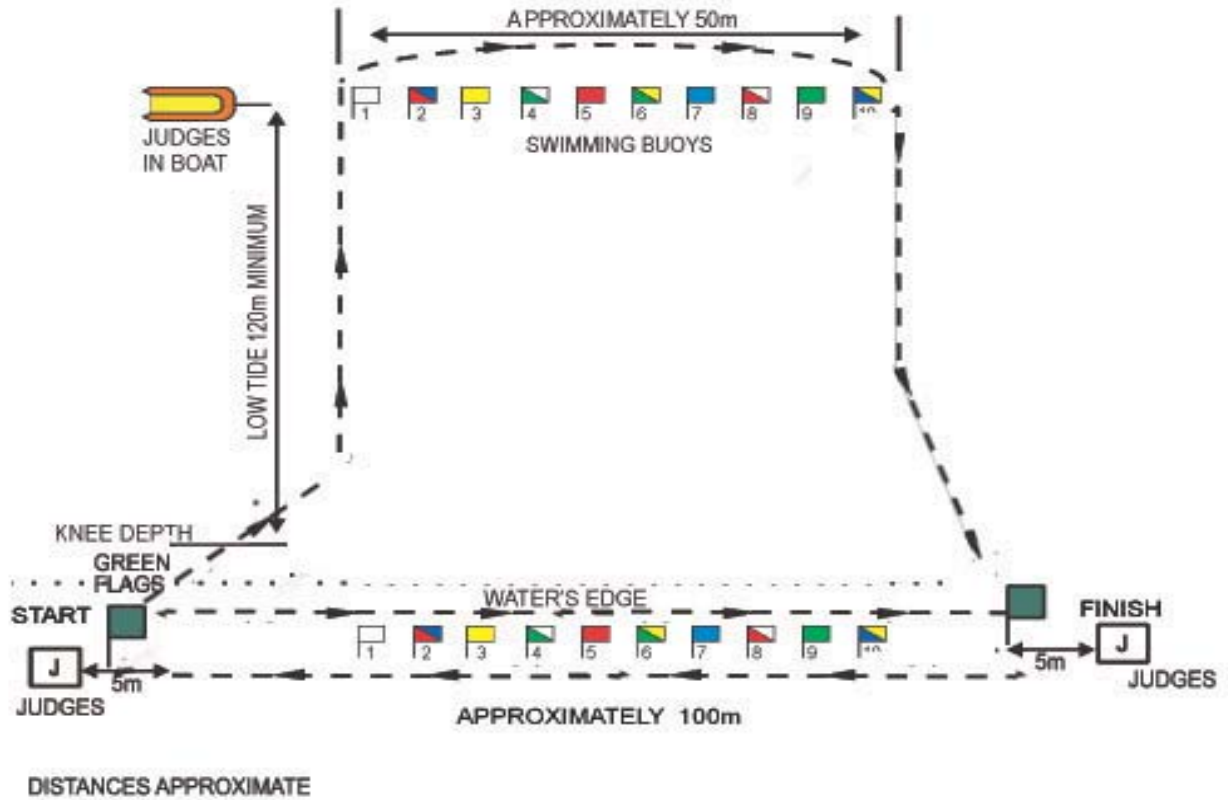 APPROXIMATELY 50m
1 2 3 4 5 6 7 8 9 10
JUDGES
IN BOAT
SWIMMING BUOYS
LOW TIDE 120m MINIMUM
KNEE DEPTH
GREEN
FLAGS
START
WATER'S EDGE
FINISH
1 2 3 4 5 6 7 8 9 10
J
5m
JUDGES
J
5m
JUDGES
APPROXIMATELY 100m
DISTANCES APPROXIMATE